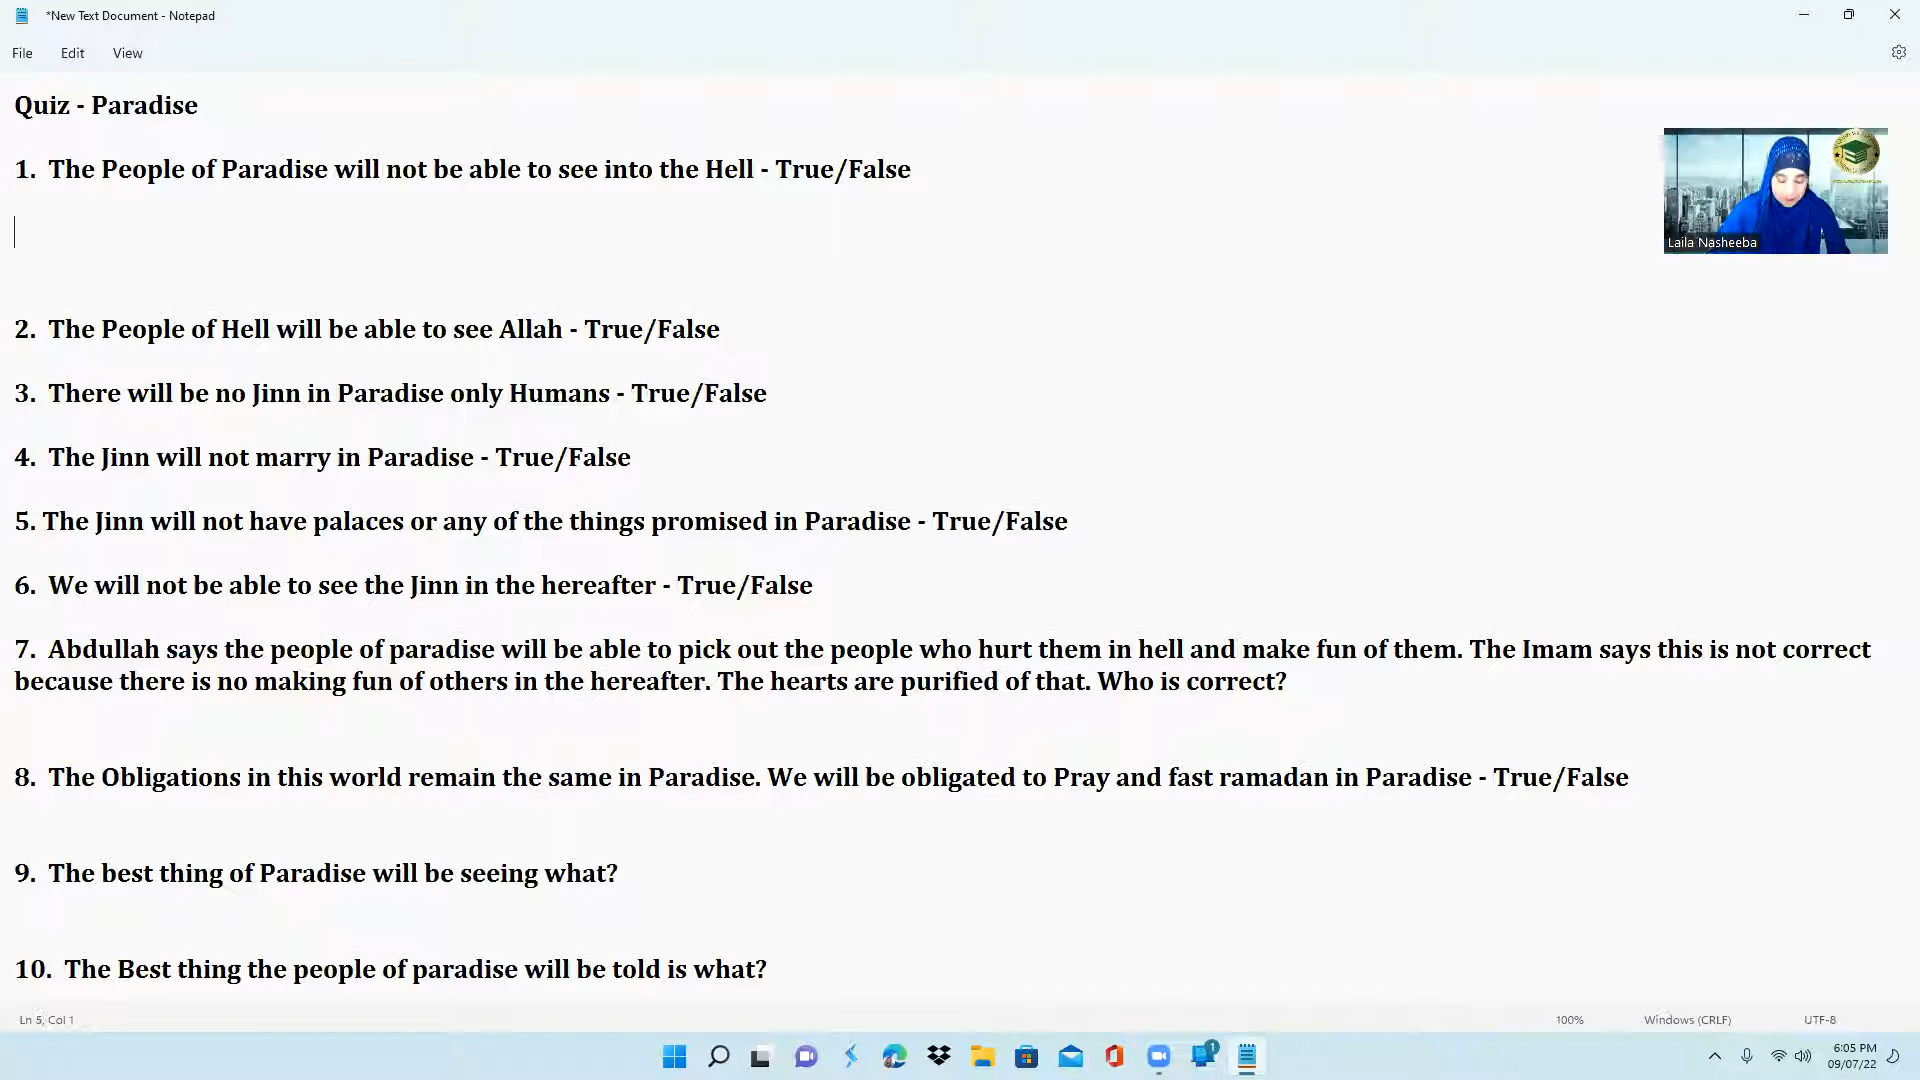 *New Text Document - Notepad
File Edit View
Quiz - Paradise
1.  The People of Paradise will not be able to see into the Hell - True/False
Laila Nasheeba
2.  The People of Hell will be able to see Allah - True/False
3.  There will be no Jinn in Paradise only Humans - True/False
4.  The Jinn will not marry in Paradise - True/False
5. The Jinn will not have palaces or any of the things promised in Paradise - True/False
6.  We will not be able to see the Jinn in the hereafter - True/False
7.  Abdullah says the people of paradise will be able to pick out the people who hurt them in hell and make fun of them. The Imam says this is not correct
because there is no making fun of others in the hereafter. The hearts are purified of that. Who is correct?
8.  The Obligations in this world remain the same in Paradise. We will be obligated to Pray and fast ramadan in Paradise - True/False
9.  The best thing of Paradise will be seeing what?
10.  The Best thing the people of paradise will be told is what?
Ln 5, Col 1 100% Windows (CRLF) UTF-8
1
6:05 PM
09/07/22